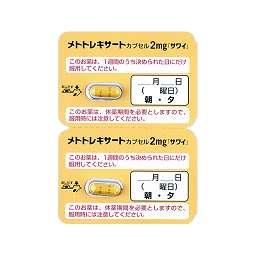 メトトレキサートカプセル2mg「サワイ」
このお薬は、1週間のうち決められた日にだけ
服用してください。
月 日
( 曜日)
朝・夕
このお薬は、休薬期間を必要としますので、
服用時には注意してください。
メトトレキサートカプセル2mg「サワイ」
このお薬は、1週間のうち決められた日にだけ
服用してください。
月 日
( 曜日)
朝・夕
このお薬は、休薬期間を必要としますので、
服用時には注意してください。